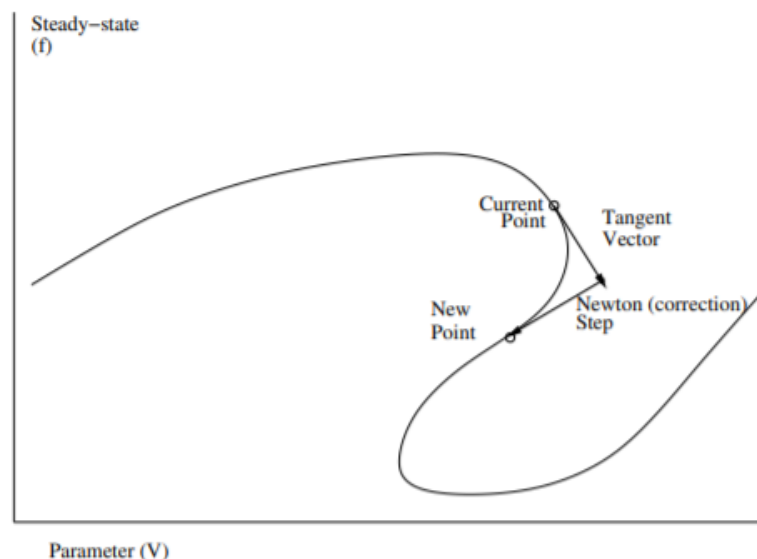 Steady−state
(f)
Current
Point
Tangent
Vector
New
Point
Newton (correction)
Step
Parameter (V)